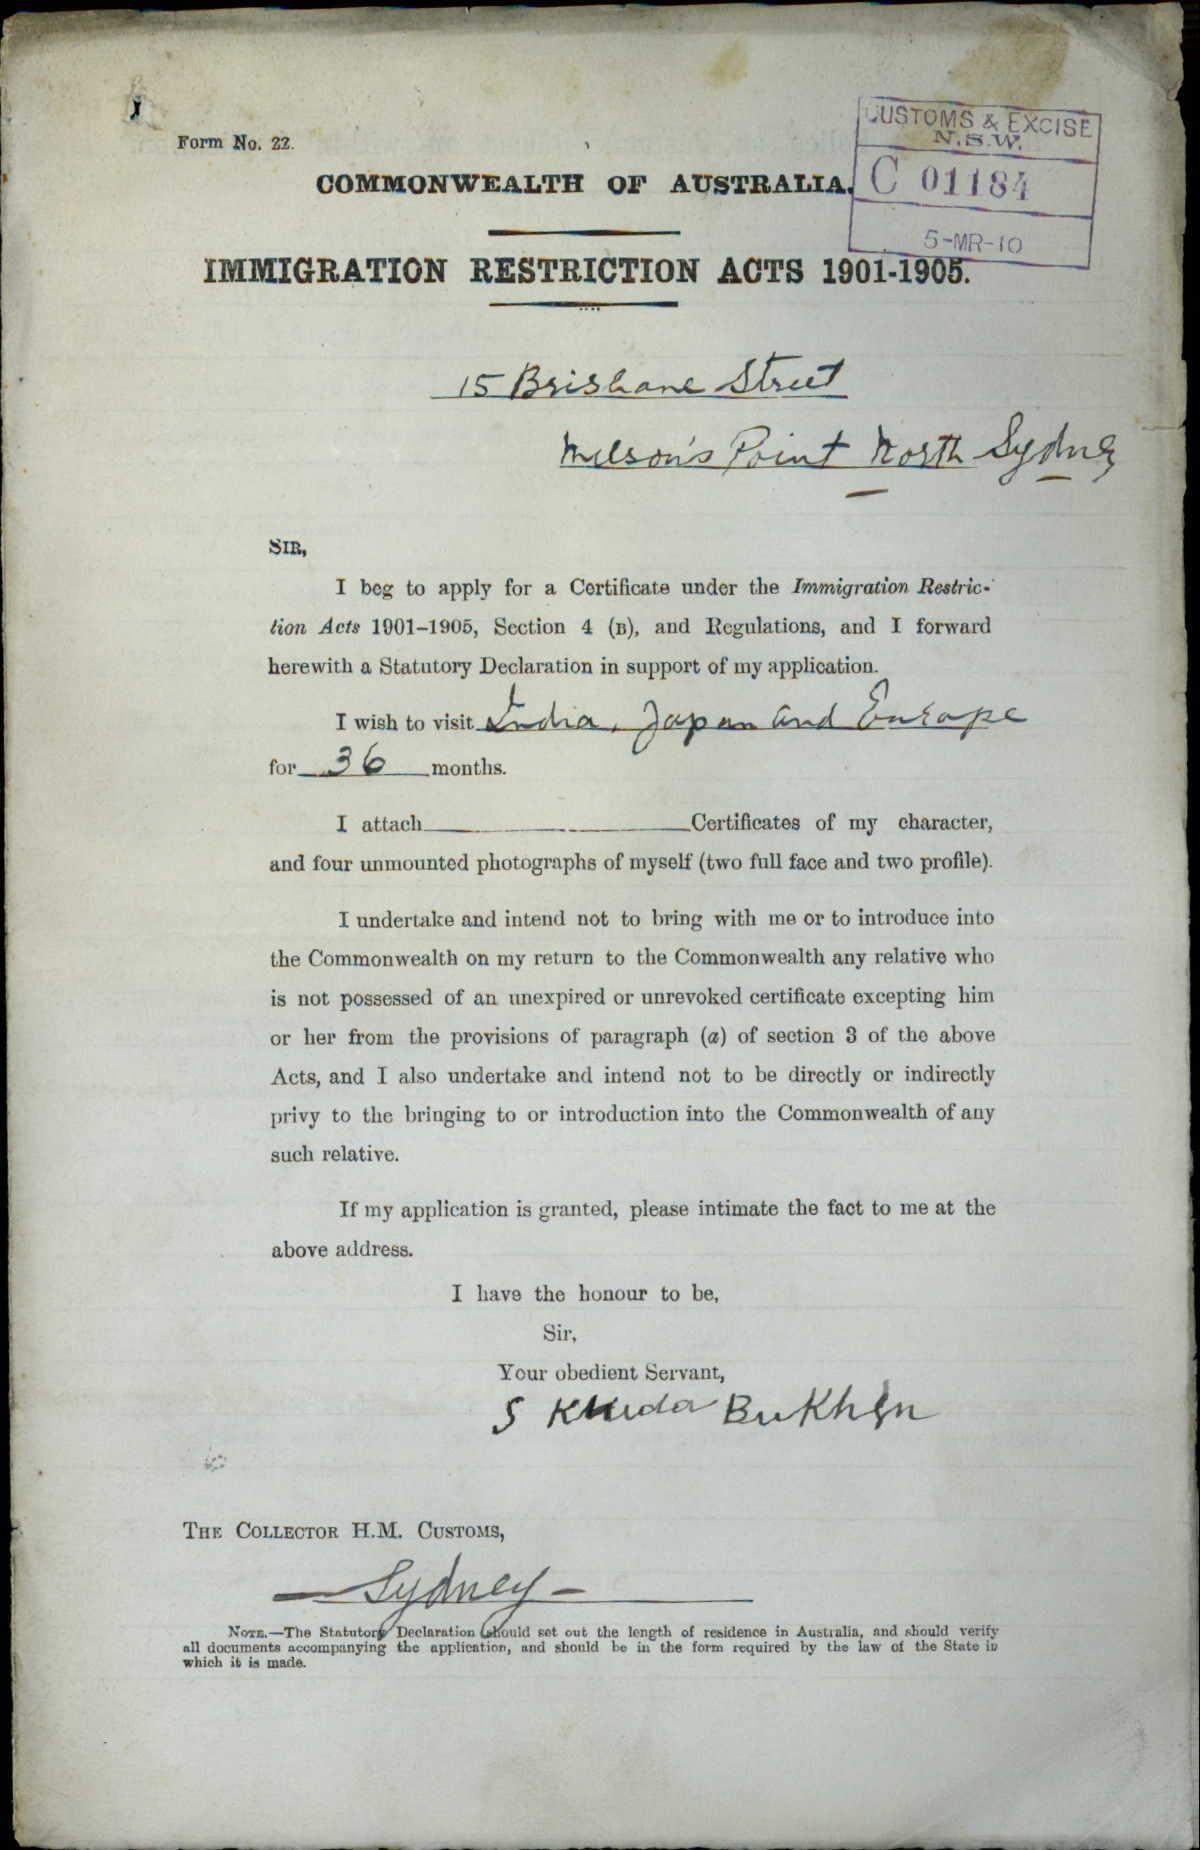 Form No. 22.
CUSTOMS & EXCISE
N.S.W.
C 01184
5-MR-10
COMMONWEALTH OF AUSTRALIA.
IMMIGRATION RESTRICTION ACTS 1901-1905.
15 Brisbane Street
Milson's Point North Sydney
SIR,
I beg to apply for a Certificate under the Immigration Restric-
tion Acts 1901–1905, Section 4 (B), and Regulations, and I forward
herewith a Statutory Declaration in support of my application.
I wish to visit India, Japan and Europe
for 36 months.
I attach Certificates of my character,
and four unmounted photographs of myself (two full face and two profile).
I undertake and intend not to bring with me or to introduce into
the Commonwealth on my return to the Commonwealth any relative who
is not possessed of an unexpired or unrevoked certificate excepting him
or her from the provisions of paragraph (a) of section 3 of the above
Acts, and I also undertake and intend not to be directly or indirectly
privy to the bringing to or introduction into the Commonwealth of any
such relative.
If my application is granted, please intimate the fact to me at the
above address.
I have the honour to be,
Sir,
Your obedient Servant,
S Khuda
THE COLLECTOR H.M. CUSTOMS,
Sydney
NOTE.—The Statutory Declaration should set out the length of residence in Australia, and should verify
all documents accompanying the application, and should be in the form required by the law of the State in
which it is made.